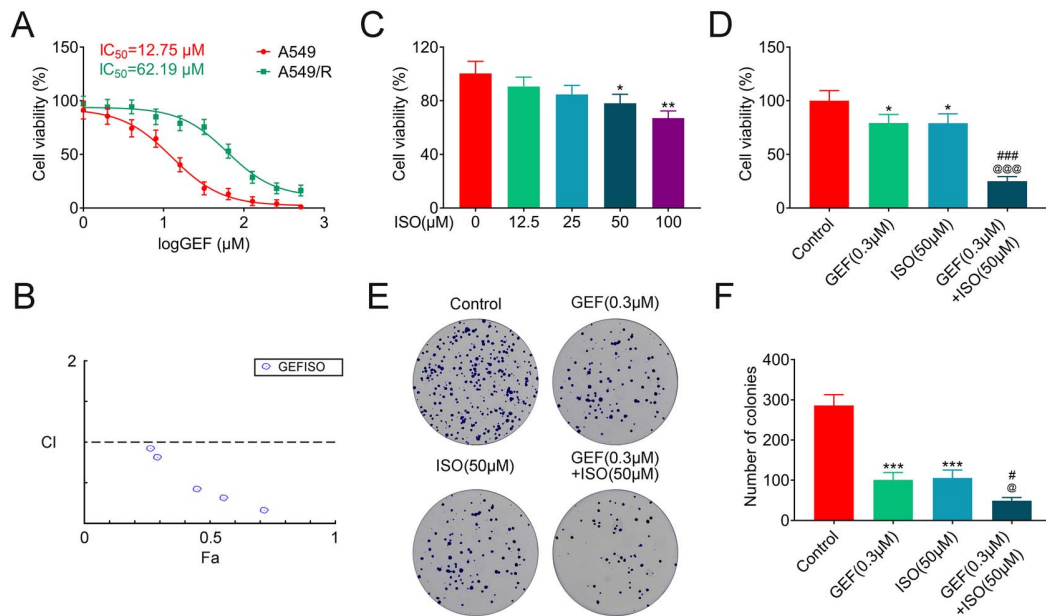 A
150
100
50
0
Cell viability (%)
IC50=12.75 µM
IC50=62.19 µM
A549
A549/R
0
1
2
3
logGEF (µM)
C
120
80
40
0
Cell viability (%)
*
**
ISO(µM)
0
12.5
25
50
100
D
150
100
50
0
Cell viability (%)
*
*
###
@@@
Control
GEF(0.3µM)
ISO(50µM)
GEF(0.3µM)
+ISO(50µM)
B
2
CI
GEFISO
0
0.5
1
Fa
E
Control
GEF(0.3µM)
ISO(50µM)
GEF(0.3µM)
+ISO(50µM)
F
400
300
200
100
0
Number of colonies
***
***
#
@
Control
GEF(0.3µM)
ISO(50µM)
GEF(0.3µM)
+ISO(50µM)